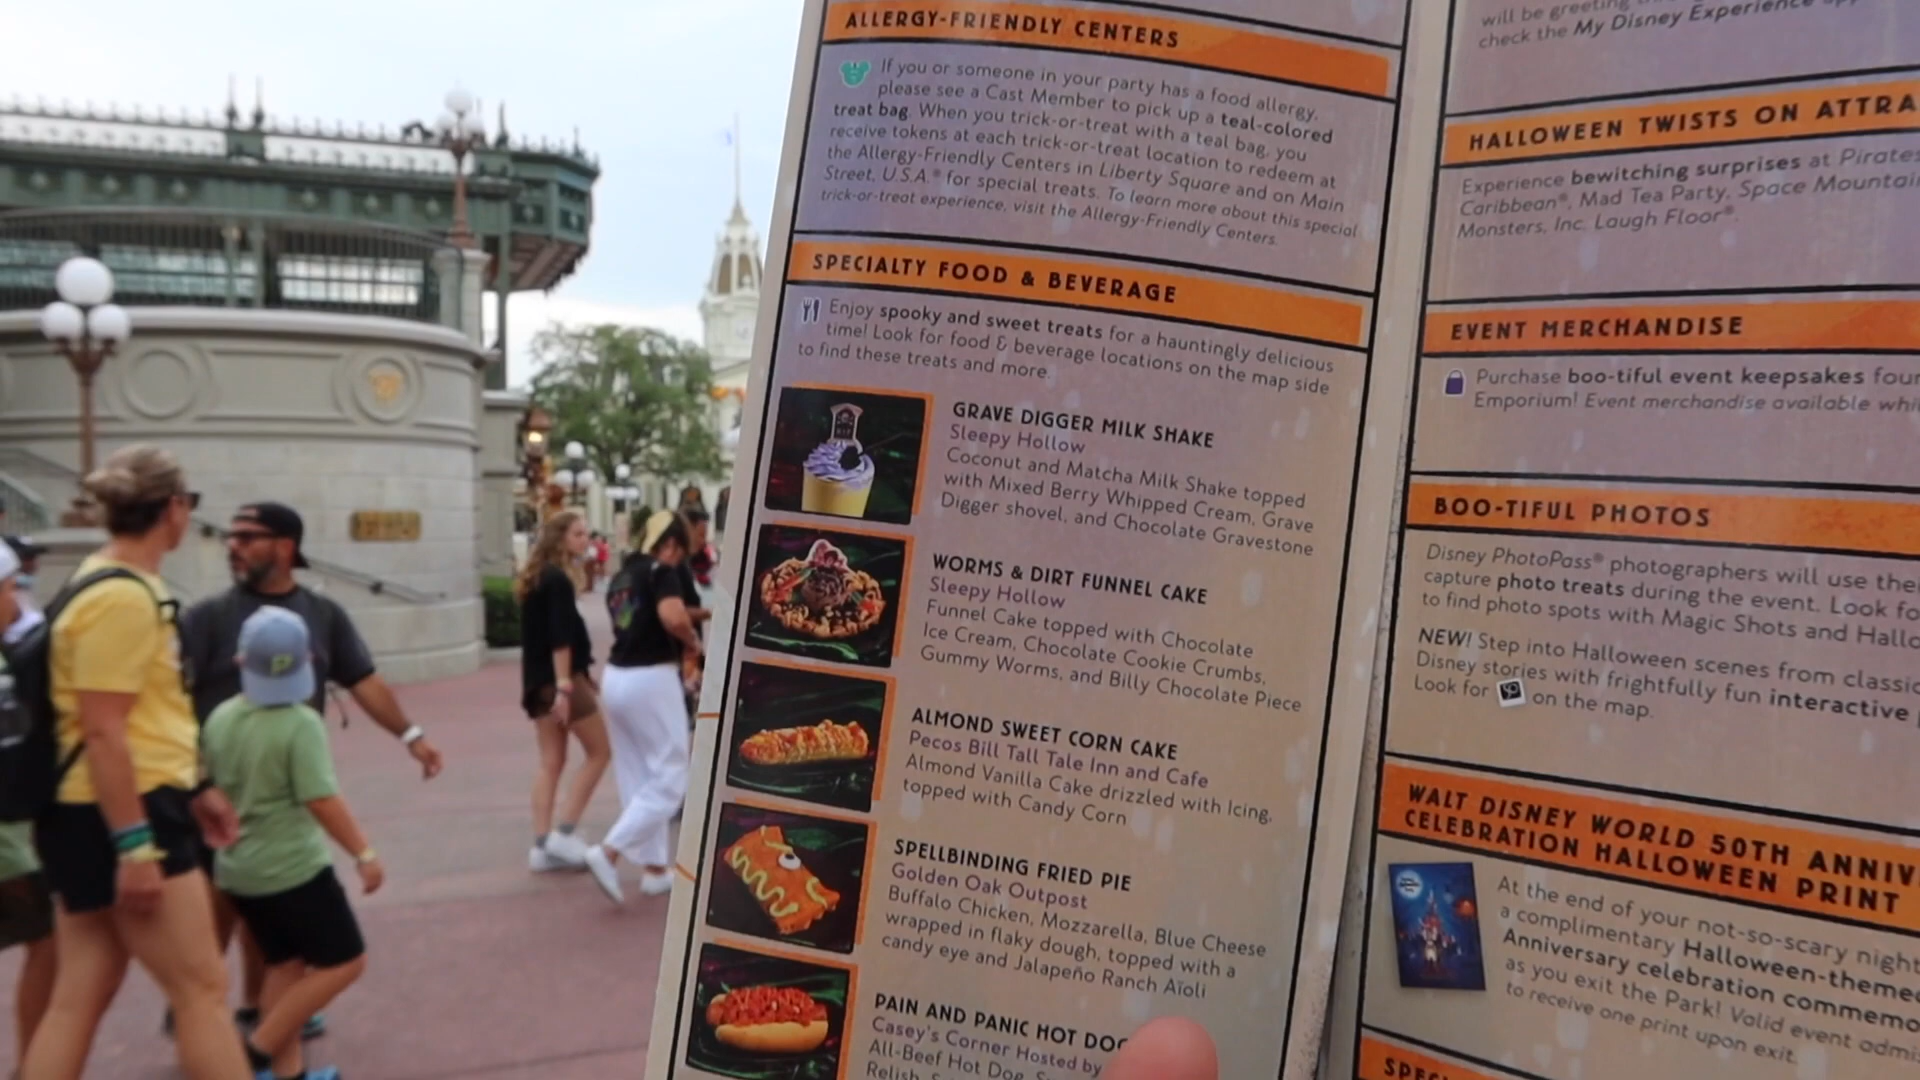 ALLERGY-FRIENDLY CENTERS
If you or someone in your party has a food allergy,
please see a Cast Member to pick up a teal-colored
treat bag. When you trick-or-treat with a teal bag, you
receive tokens at each trick-or-treat location to redeem at
the Allergy-Friendly Centers in Liberty Square and on Main
Street, U.S.A.® for special treats. To learn more about this special
trick-or-treat experience, visit the Allergy-Friendly Centers.
SPECIALTY FOOD & BEVERAGE
Enjoy spooky and sweet treats for a hauntingly delicious
time! Look for food & beverage locations on the map side
to find these treats and more.
GRAVE DIGGER MILK SHAKE
Sleepy Hollow
Coconut and Matcha Milk Shake topped
with Mixed Berry Whipped Cream, Grave
Digger shovel, and Chocolate Gravestone
WORMS & DIRT FUNNEL CAKE
Sleepy Hollow
Funnel Cake topped with Chocolate
Ice Cream, Chocolate Cookie Crumbs,
Gummy Worms, and Billy Chocolate Piece
ALMOND SWEET CORN CAKE
Pecos Bill Tall Tale Inn and Cafe
Almond Vanilla Cake drizzled with Icing,
topped with Candy Corn
SPELLBINDING FRIED PIE
Golden Oak Outpost
Buffalo Chicken, Mozzarella, Blue Cheese
wrapped in flaky dough, topped with a
candy eye and Jalapeño Ranch Aïoli
PAIN AND PANIC HOT DOG
Casey's Corner Hosted by
All-Beef Hot Dog,
Relish,
will be greeting
check the My Disney Experience app
HALLOWEEN TWISTS ON ATTRA
Experience bewitching surprises at Pirates
Caribbean®, Mad Tea Party, Space Mountain
Monsters, Inc. Laugh Floor®.
EVENT MERCHANDISE
Purchase boo-tiful event keepsakes four
Emporium! Event merchandise available whi
BOO-TIFUL PHOTOS
Disney PhotoPass® photographers will use the
capture photo treats during the event. Look fo
to find photo spots with Magic Shots and Hallo
NEW! Step into Halloween scenes from classic
Disney stories with frightfully fun interactive
Look for on the map.
WALT DISNEY WORLD 50TH ANNIV
CELEBRATION HALLOWEEN PRINT
At the end of your not-so-scary night
a complimentary Halloween-themed
Anniversary celebration commemo
as you exit the Park! Valid event admis
to receive one print upon exit.
SPEC